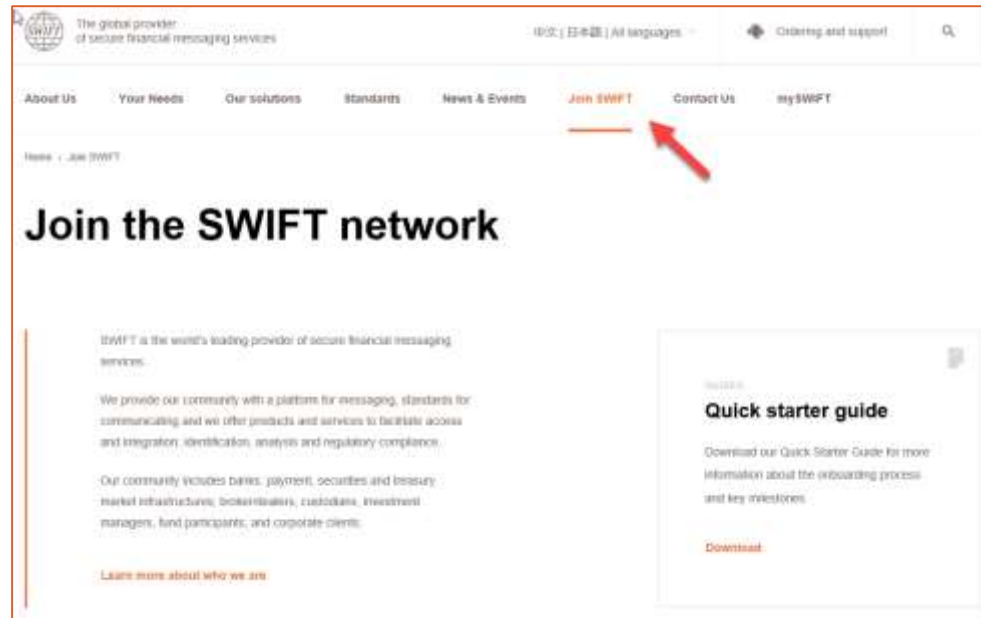 SWIFT
The global provider
of secure financial messaging services
中文 | 日本語 | All languages
Ordering and support
About Us Your Needs Our solutions Standards News & Events Join SWIFT Contact Us mySWIFT
Home › Join SWIFT
Join the SWIFT network
SWIFT is the world's leading provider of secure financial messaging
services.
We provide our community with a platform for messaging, standards for
communicating and we offer products and services to facilitate access
and integration, identification, analysis and regulatory compliance.
Our community includes banks, payment, securities and treasury
market infrastructures, broker/dealers, custodians, investment
managers, fund participants, and corporate clients.
Learn more about who we are
Quick starter guide
Download our Quick Starter Guide for more
information about the onboarding process
and key milestones.
Download